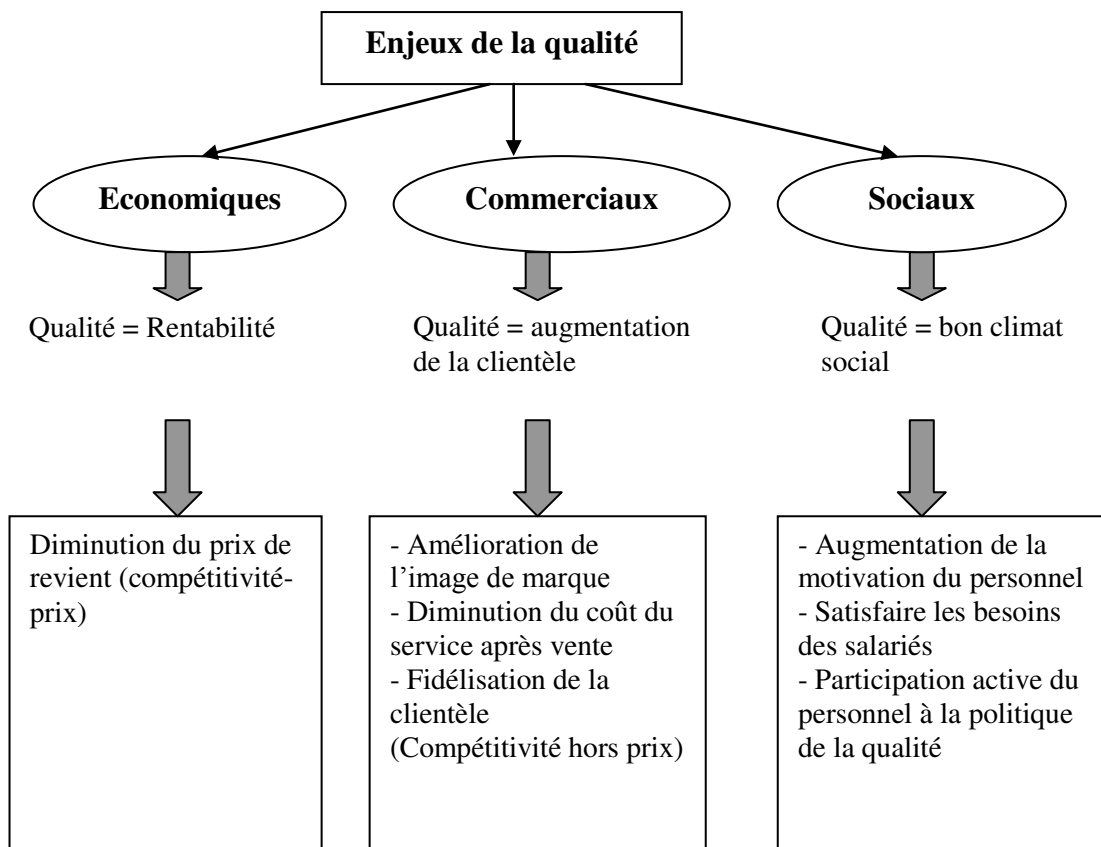 Enjeux de la qualité
Economiques
Commerciaux
Sociaux
Qualité = Rentabilité
Qualité = augmentation
de la clientèle
Qualité = bon climat
social
Diminution du prix de
revient (compétitivité-
prix)
- Amélioration de
l’image de marque
- Diminution du coût du
service après vente
- Fidélisation de la
clientèle
(Compétitivité hors prix)
- Augmentation de la
motivation du personnel
- Satisfaire les besoins
des salariés
- Participation active du
personnel à la politique
de la qualité